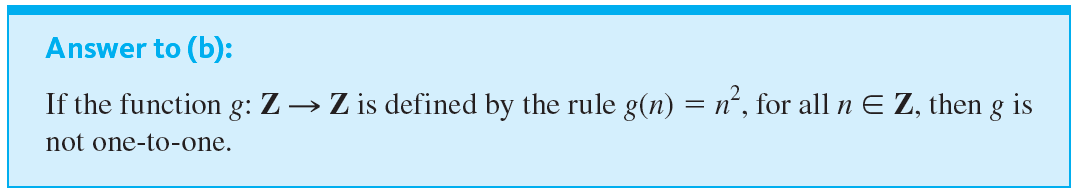 Answer to (b):
If the function g: Z → Z is defined by the rule g(n) = n², for all n ∈ Z, then g is
not one-to-one.